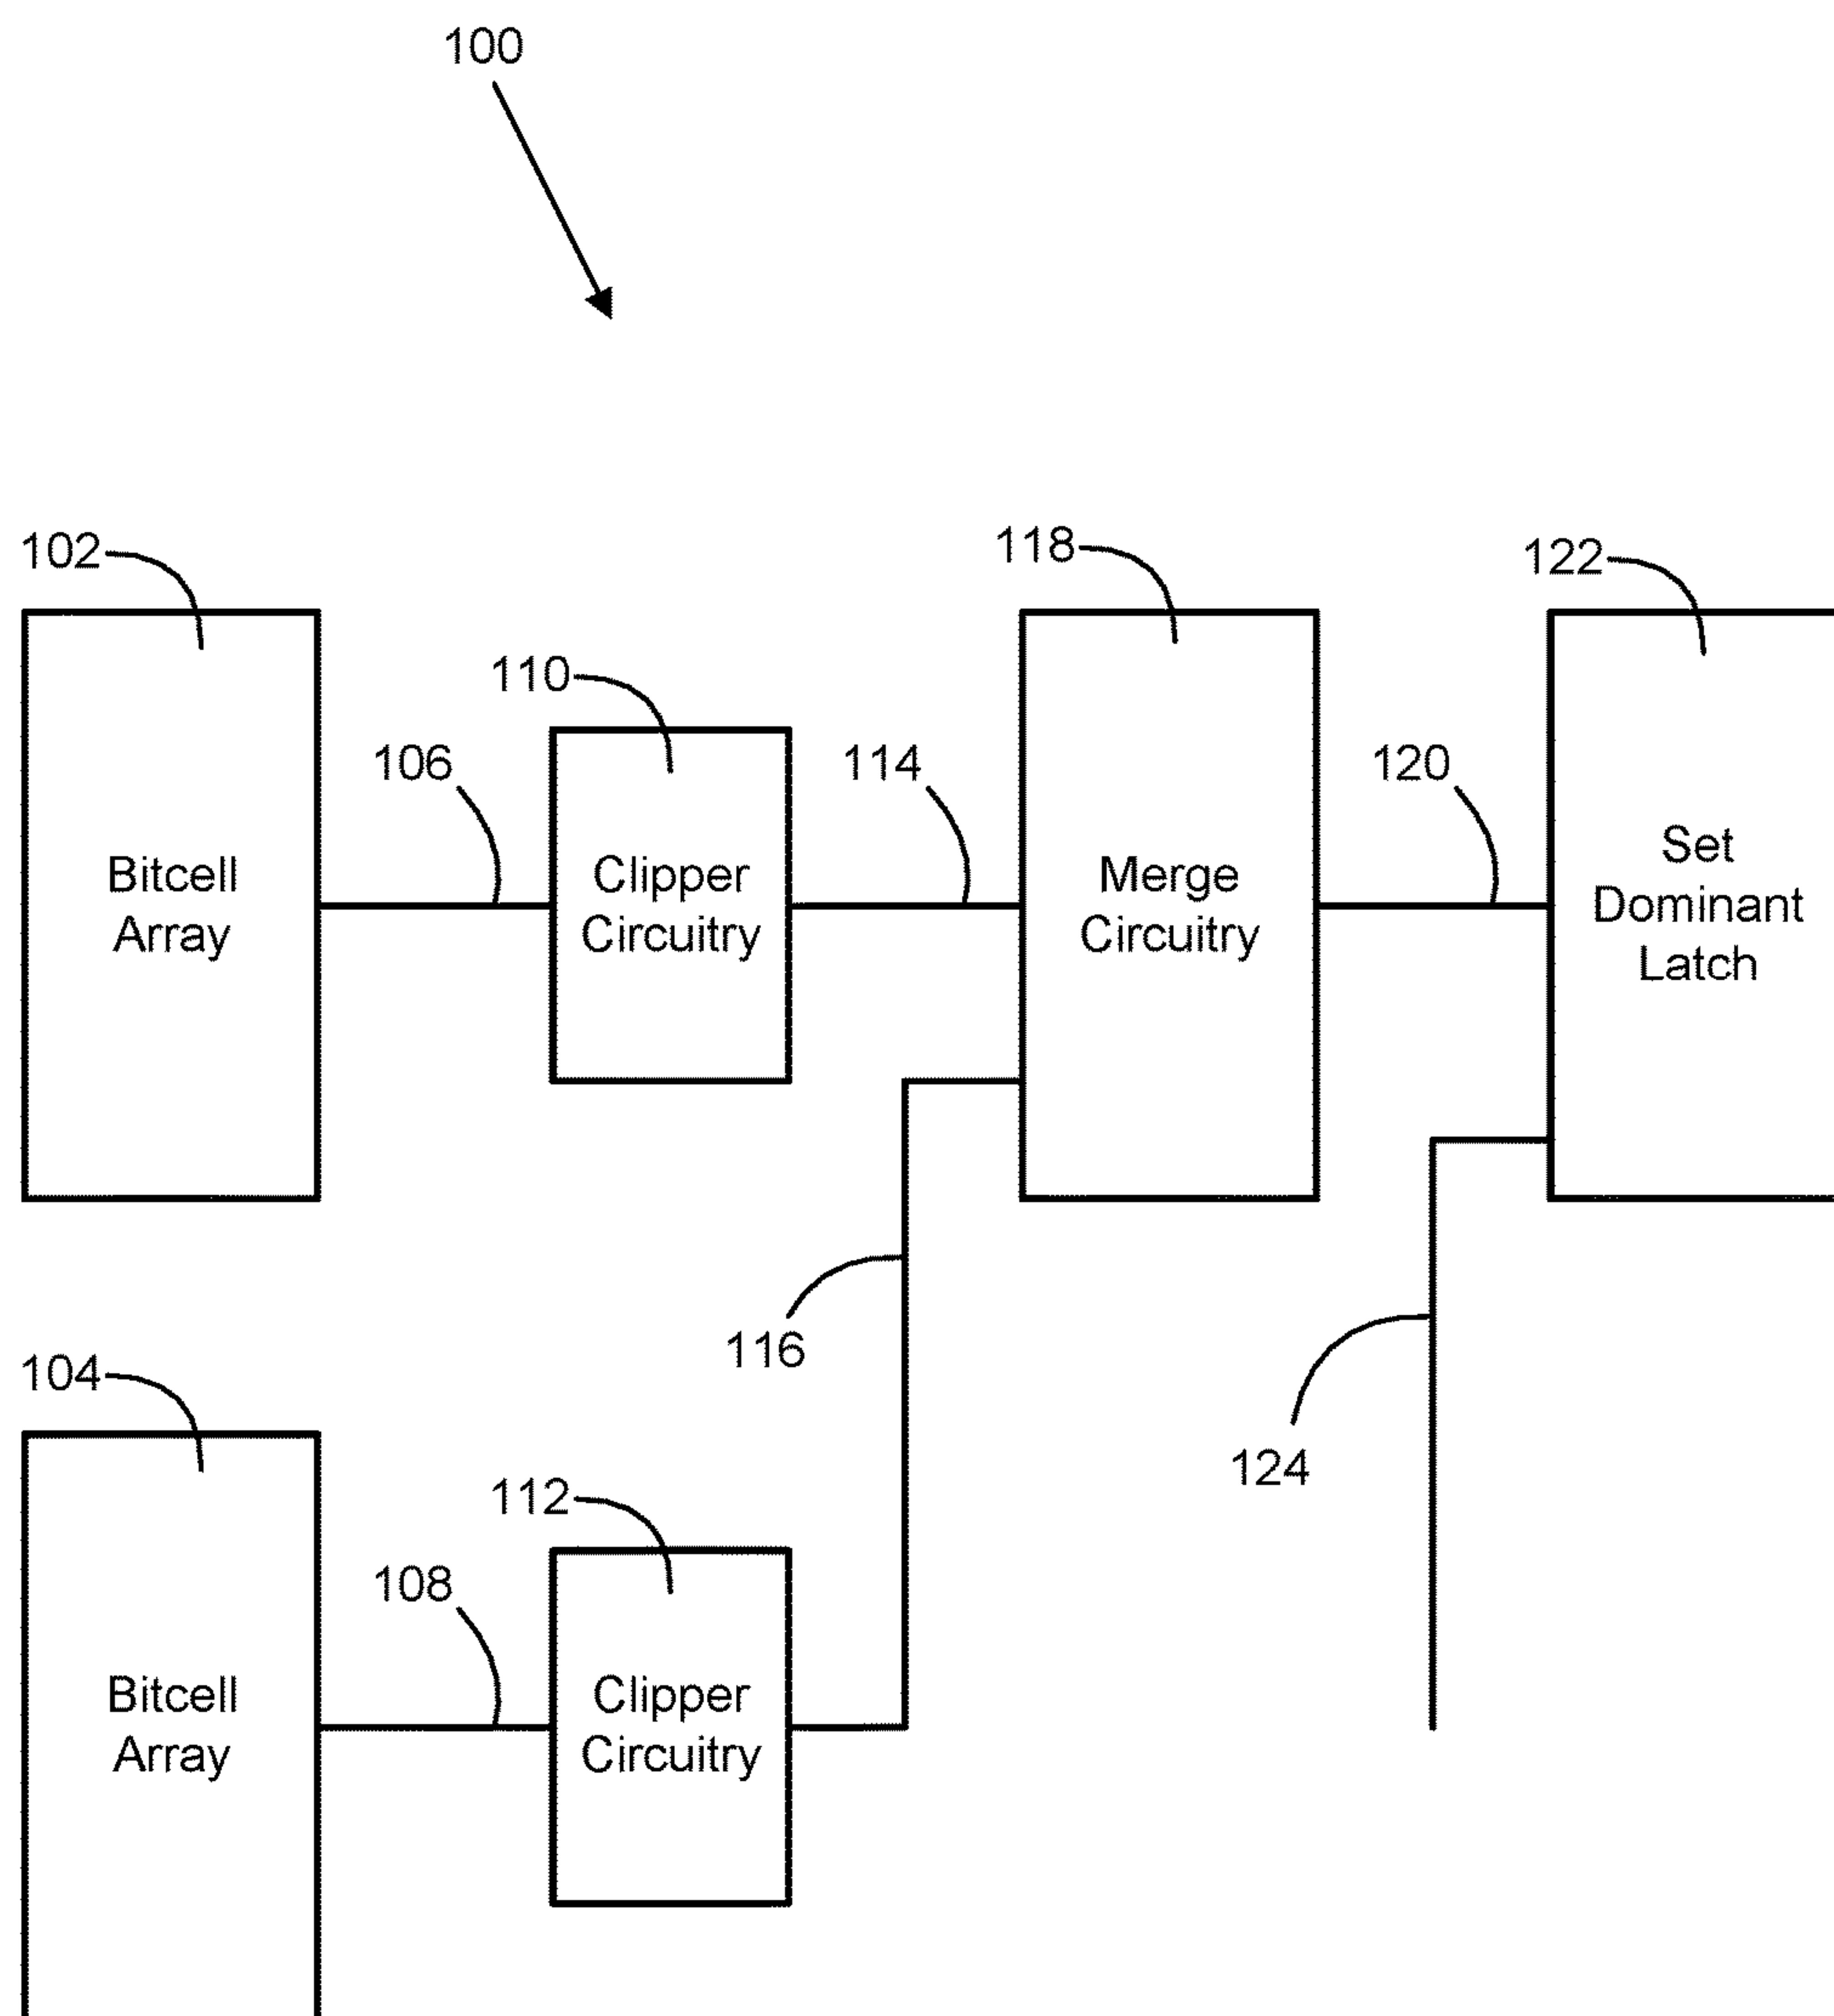 100
102
118
122
110
106
114
120
Bitcell
Array
Clipper
Circuitry
Merge
Circuitry
Set
Dominant
Latch
116
104
124
112
108
Bitcell
Array
Clipper
Circuitry